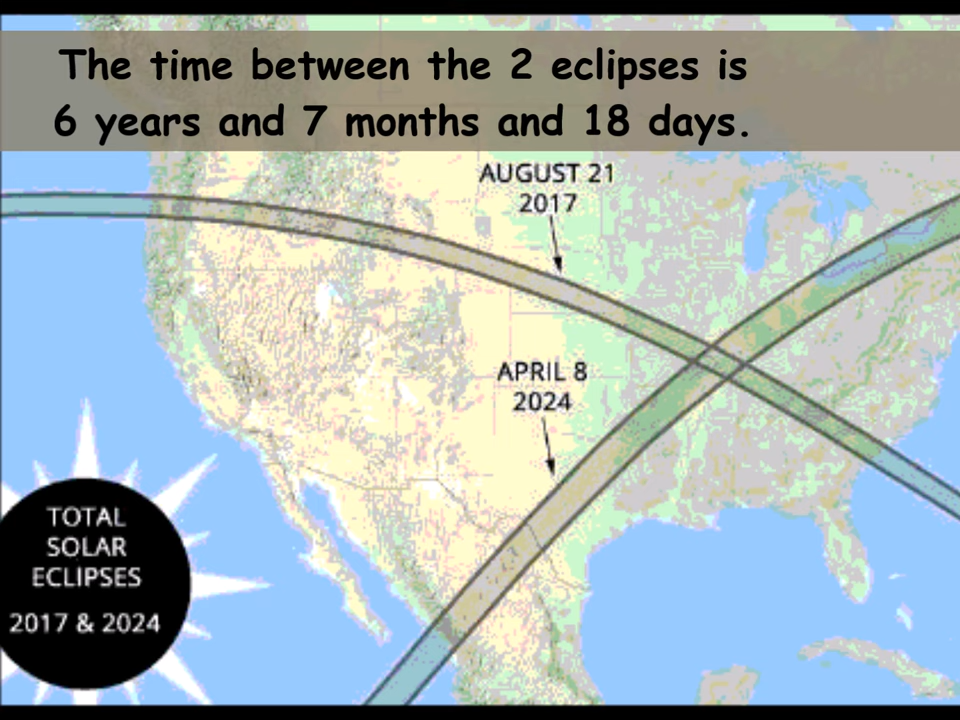 The time between the 2 eclipses is
6 years and 7 months and 18 days.
AUGUST 21
2017
APRIL 8
2024
TOTAL
SOLAR
ECLIPSES
2017 & 2024